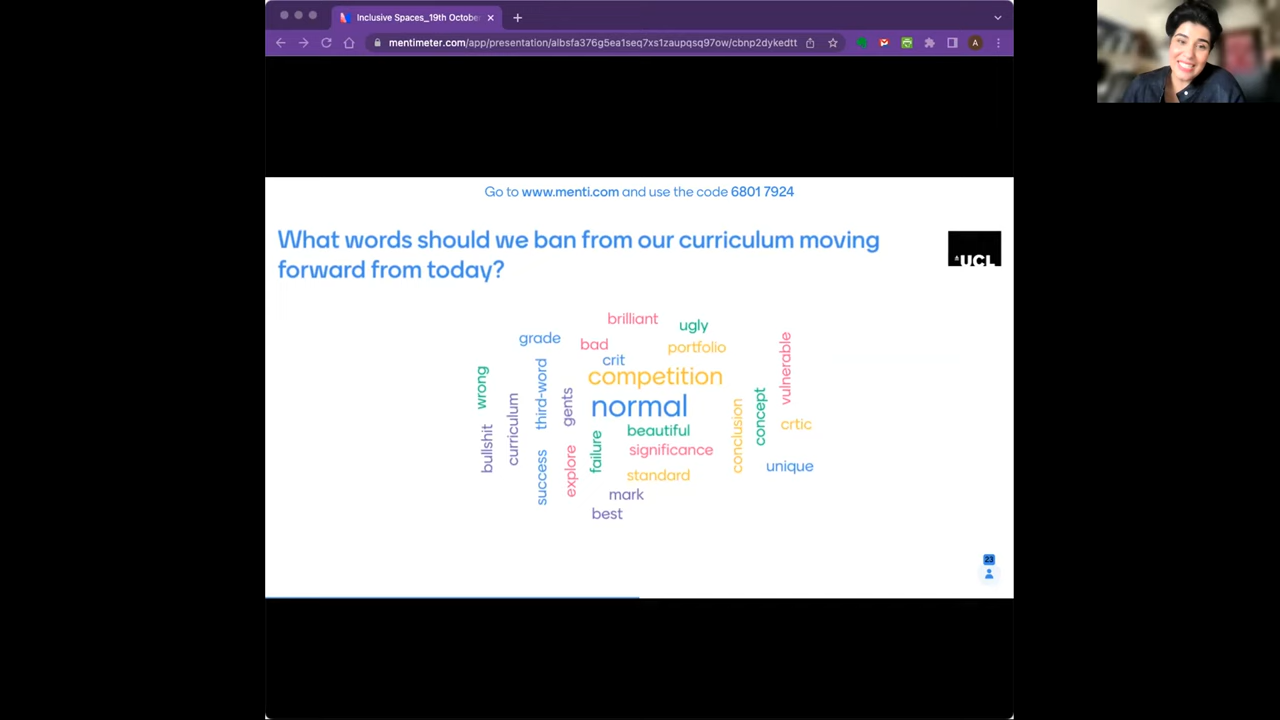 Inclusive Spaces_19th Octobe
mentimeter.com/app/presentation/albsfa376g5ea1seq7xs1zaupqsq97ow/cbnp2dykedtt
A
Go to www.menti.com and use the code 6801 7924
What words should we ban from our curriculum moving
forward from today?
UCL
brilliant
ugly
grade
bad
portfolio
crit
vulnerable
wrong
third-word
competition
gents
curriculum
normal
concept
conclusion
crtic
bullshit
beautiful
failure
significance
explore
success
unique
standard
mark
best
23